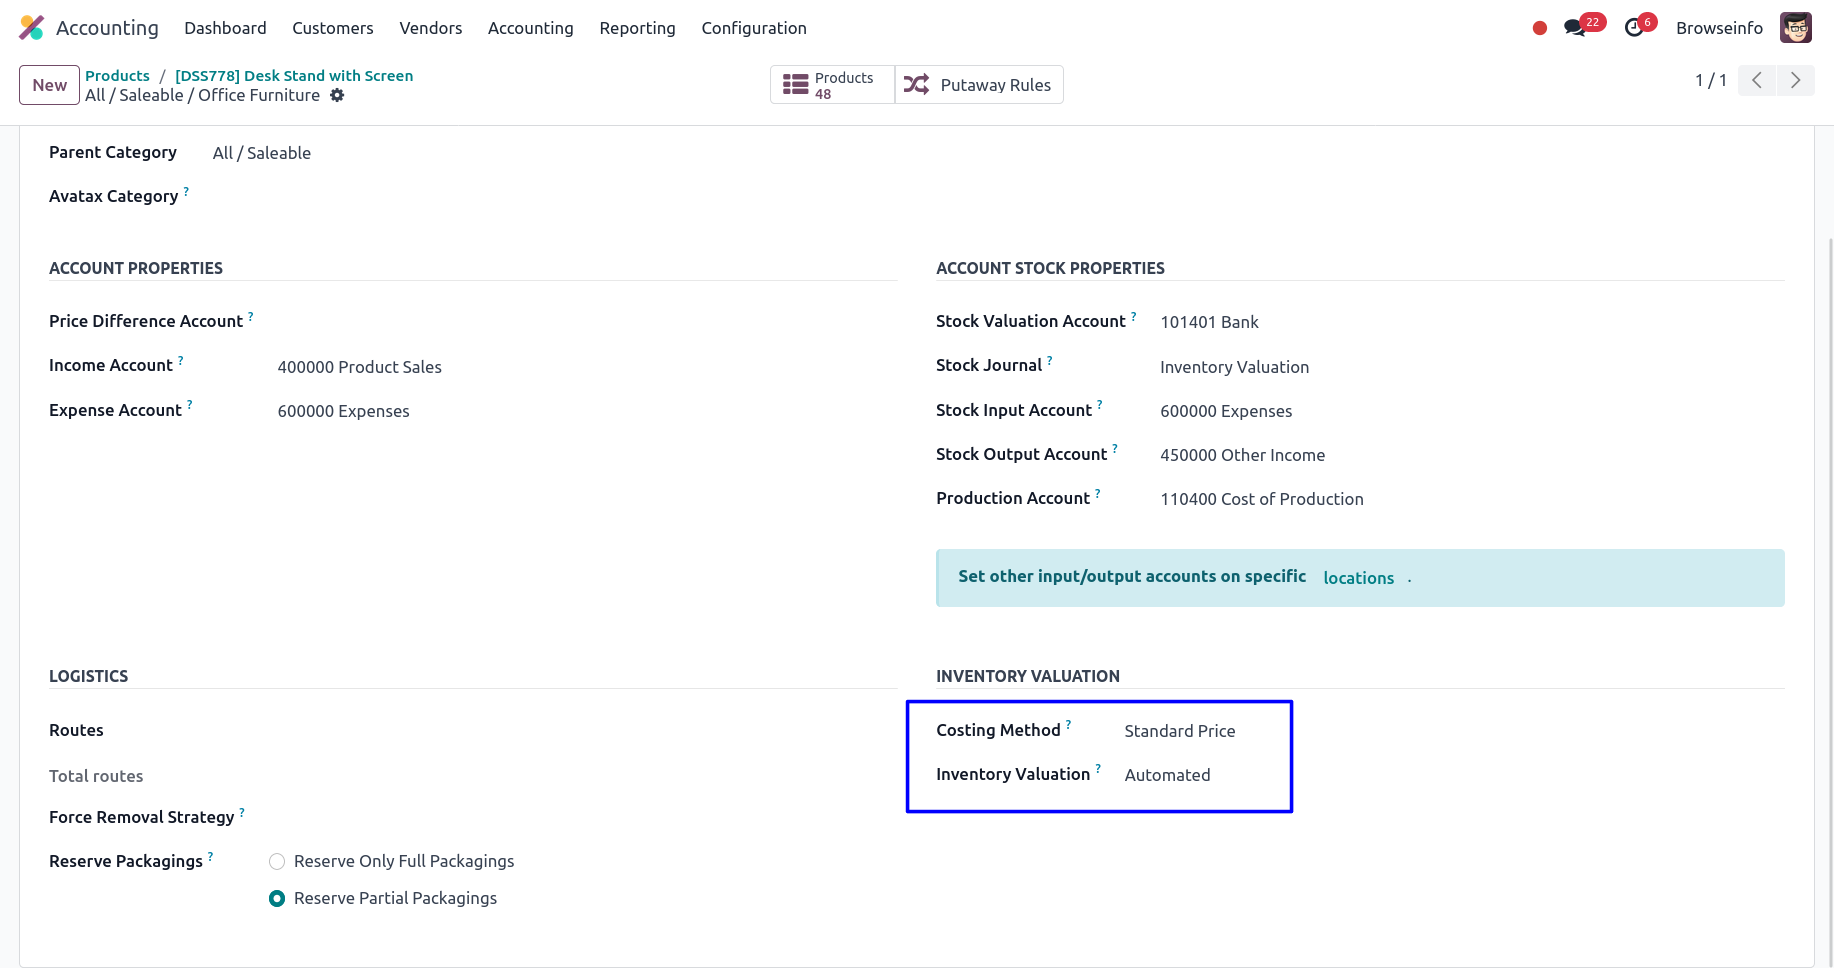 Accounting Dashboard Customers Vendors Accounting Reporting Configuration 22 6 Browseinfo
New Products / [DSS778] Desk Stand with Screen
All / Saleable / Office Furniture
Products
48
Putaway Rules
1 / 1
Parent Category All / Saleable
Avatax Category ?
ACCOUNT PROPERTIES
Price Difference Account ?
Income Account ? 400000 Product Sales
Expense Account ? 600000 Expenses
ACCOUNT STOCK PROPERTIES
Stock Valuation Account ? 101401 Bank
Stock Journal ? Inventory Valuation
Stock Input Account ? 600000 Expenses
Stock Output Account ? 450000 Other Income
Production Account ? 110400 Cost of Production
Set other input/output accounts on specific locations .
LOGISTICS
Routes
Total routes
Force Removal Strategy ?
Reserve Packagings ? Reserve Only Full Packagings
Reserve Partial Packagings
INVENTORY VALUATION
Costing Method ? Standard Price
Inventory Valuation ? Automated